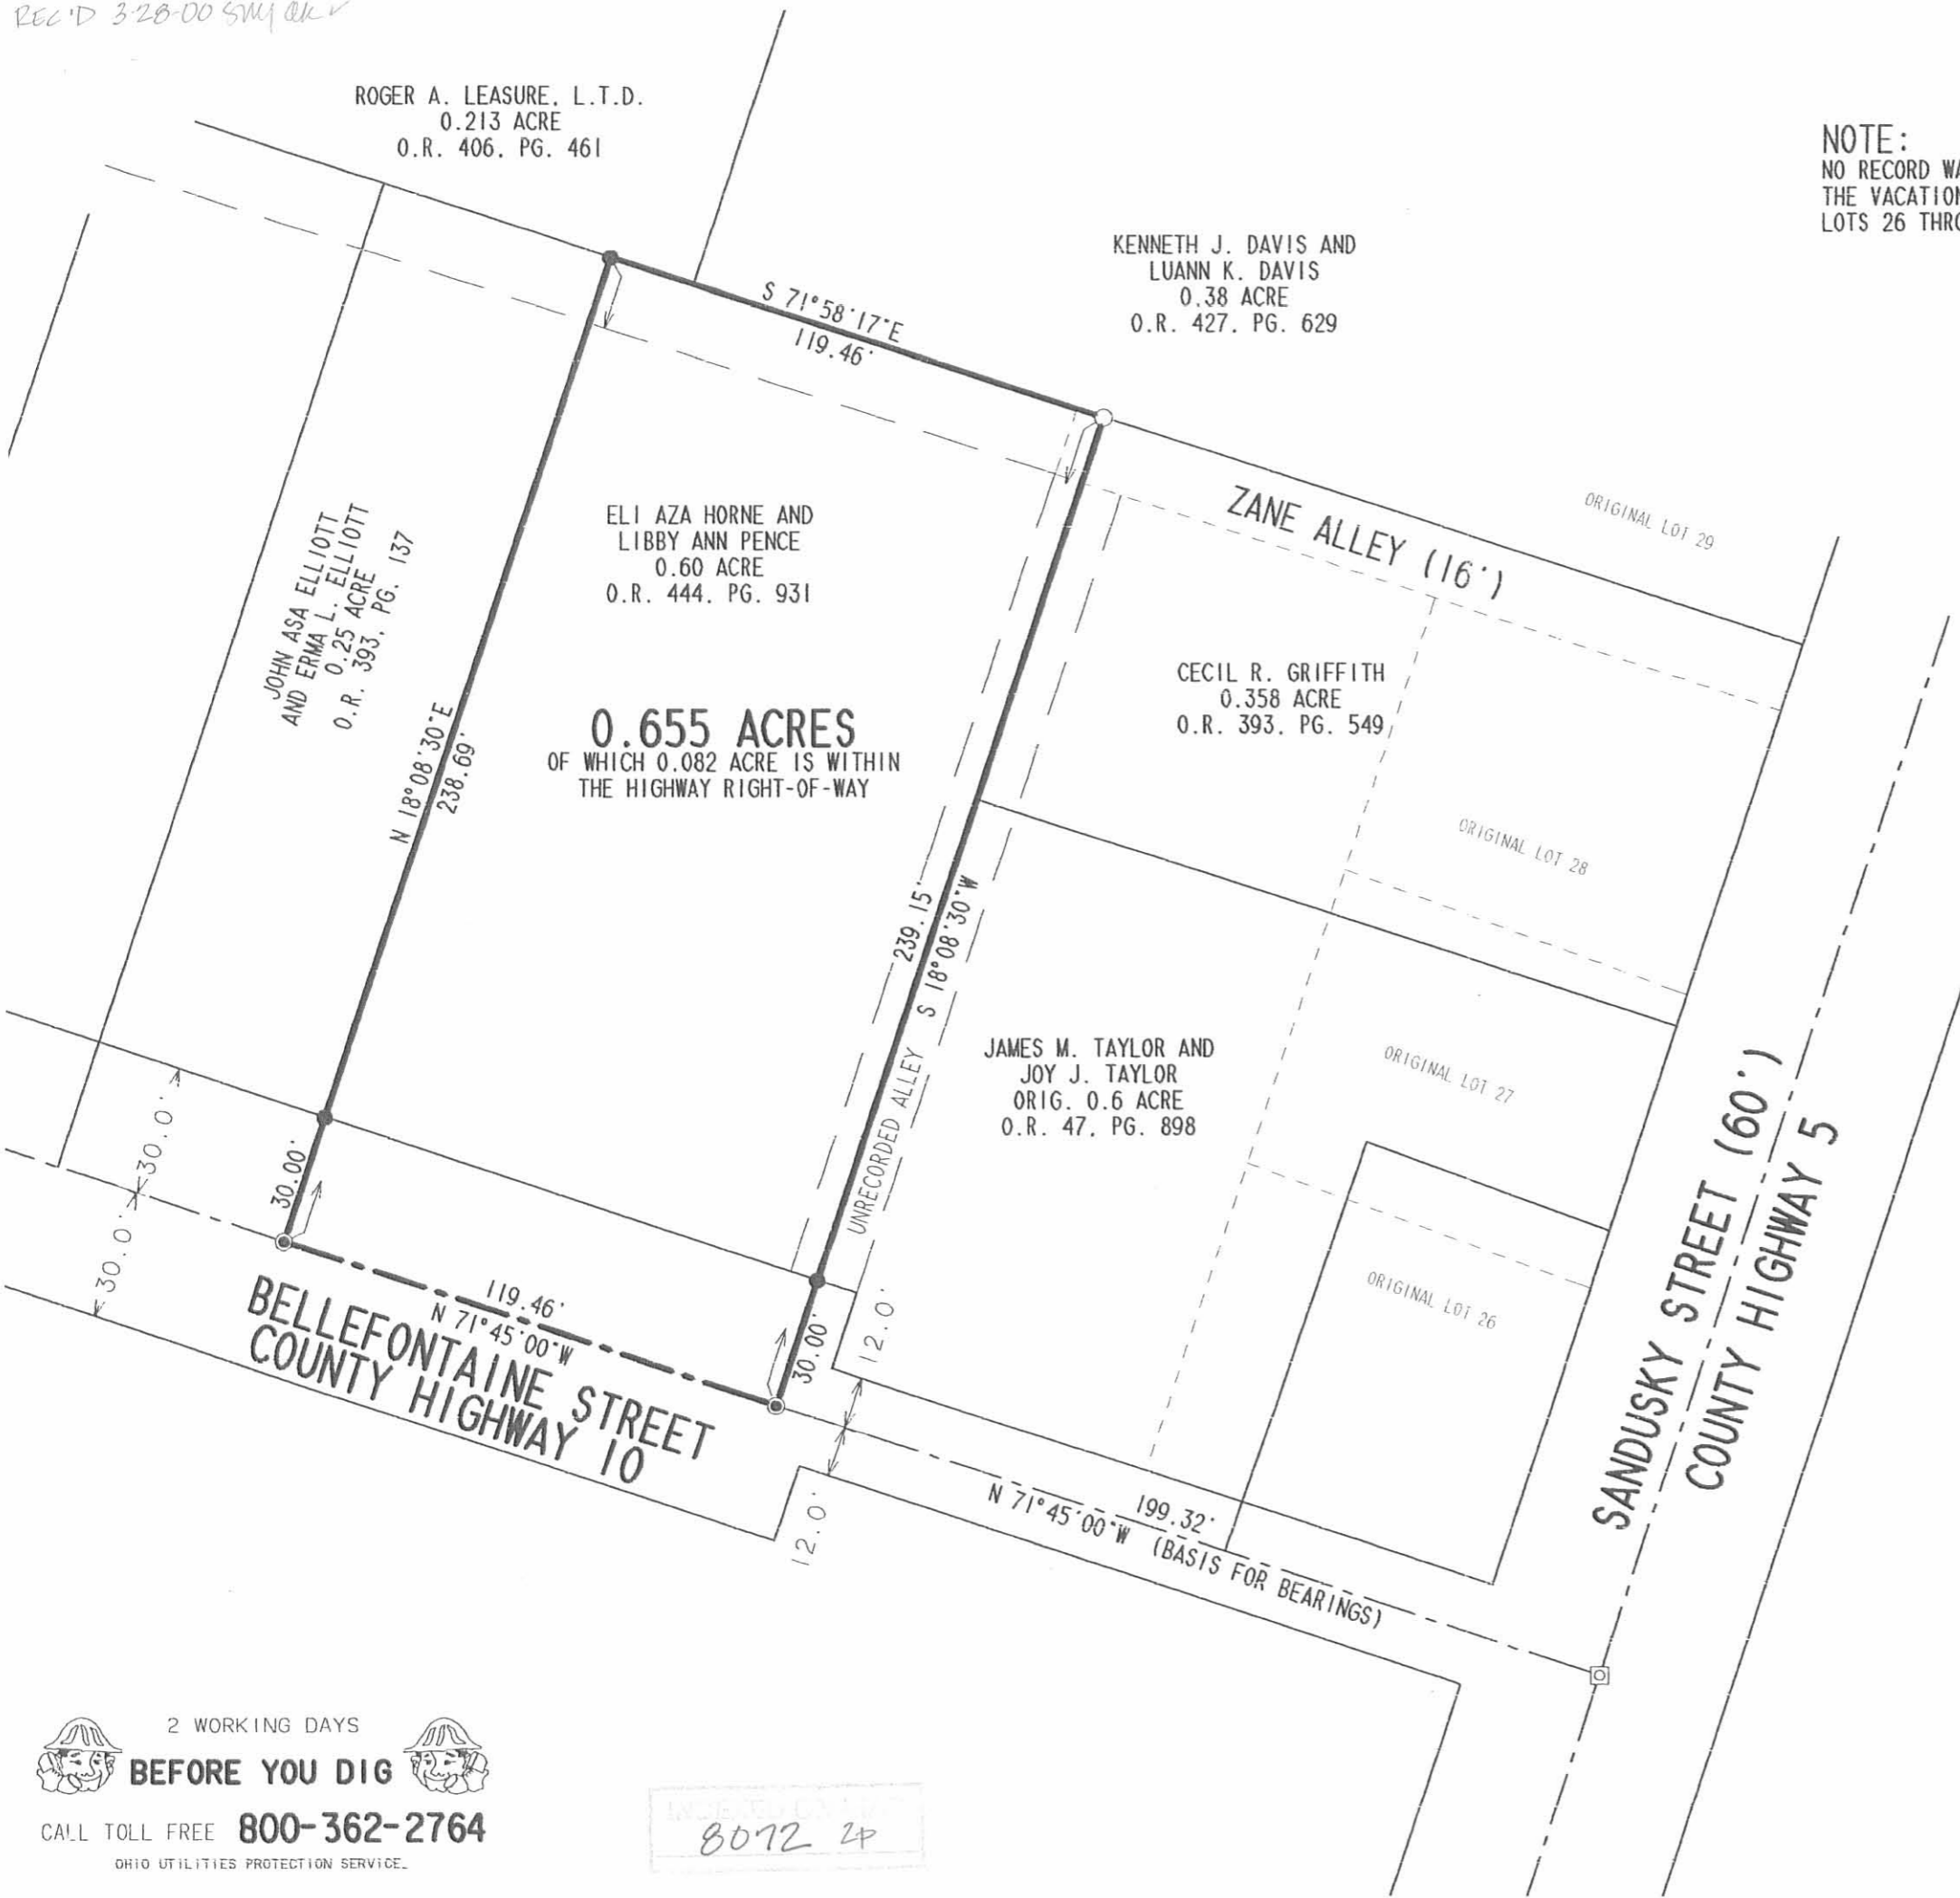 REC'D 3-28-00
ROGER A. LEASURE, L.T.D.
0.213 ACRE
O.R. 406, PG. 461
NOTE:
NO RECORD WA
THE VACATION
LOTS 26 THRO
KENNETH J. DAVIS AND
LUANN K. DAVIS
0.38 ACRE
O.R. 427, PG. 629
S 71°58'17"E
119.46'
ZANE ALLEY (16')
ORIGINAL LOT 29
JOHN ASA ELLIOTT
AND ERMA L. ELLIOTT
0.25 ACRE
O.R. 393, PG. 137
ELI AZA HORNE AND
LIBBY ANN PENCE
0.60 ACRE
O.R. 444, PG. 931
0.655 ACRES
OF WHICH 0.082 ACRE IS WITHIN
THE HIGHWAY RIGHT-OF-WAY
N 18°08'30"E
238.69'
CECIL R. GRIFFITH
0.358 ACRE
O.R. 393, PG. 549
ORIGINAL LOT 28
239.15'
S 18°08'30"W
UNRECORDED ALLEY
JAMES M. TAYLOR AND
JOY J. TAYLOR
ORIG. 0.6 ACRE
O.R. 47, PG. 898
ORIGINAL LOT 27
ORIGINAL LOT 26
SANDUSKY STREET (60')
COUNTY HIGHWAY 5
30.0'
30.0'
30.00'
30.00'
12.0'
12.0'
119.46'
N 71°45'00"W
BELLEFONTAINE STREET
COUNTY HIGHWAY 10
199.32'
N 71°45'00"W (BASIS FOR BEARINGS)
2 WORKING DAYS
BEFORE YOU DIG
CALL TOLL FREE 800-362-2764
OHIO UTILITIES PROTECTION SERVICE.
8072 2P